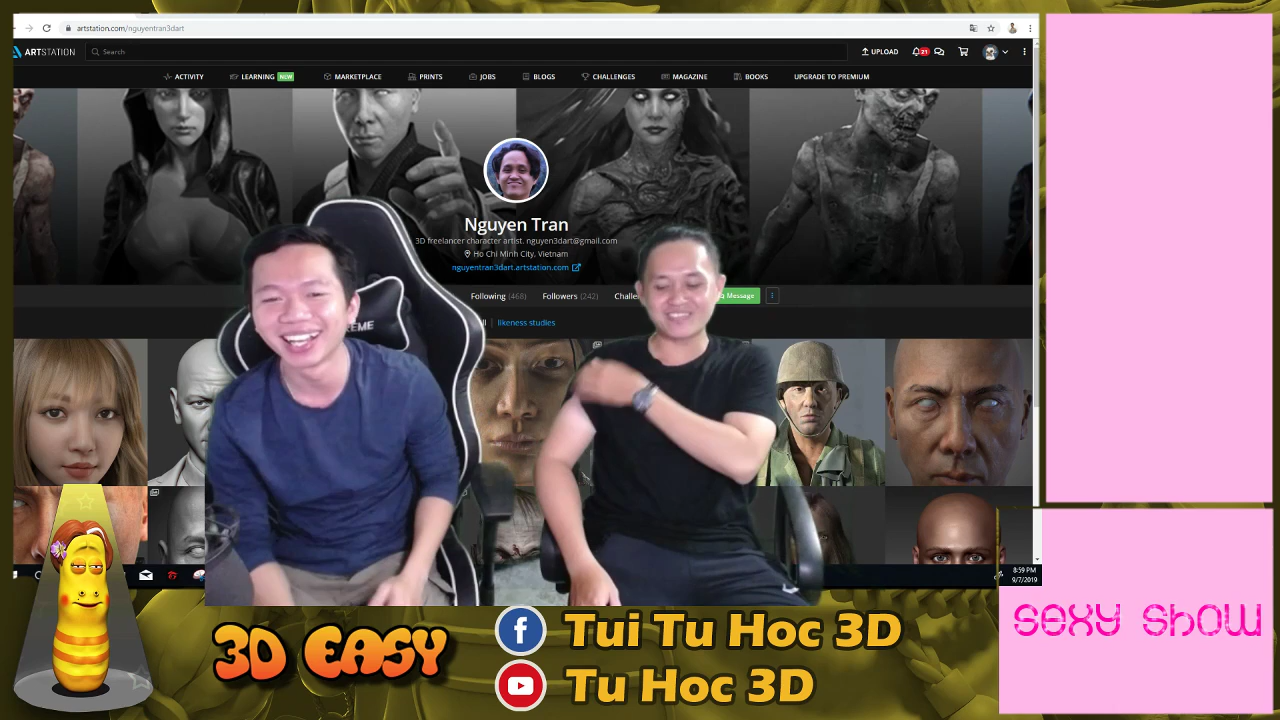 artstation.com/nguyentran3dart
ARTSTATION
Search
UPLOAD
21
ACTIVITY
LEARNING NEW
MARKETPLACE
PRINTS
JOBS
BLOGS
CHALLENGES
MAGAZINE
BOOKS
UPGRADE TO PREMIUM
Nguyen Tran
3D freelancer character artist. nguyen3dart@gmail.com
Ho Chi Minh City, Vietnam
nguyentran3dart.artstation.com
Following (468)
Followers (242)
Message
likeness studies
8:59 PM
9/7/2019
SEXY SHOW
3D EASY
Tui Tu Hoc 3D
Tu Hoc 3D